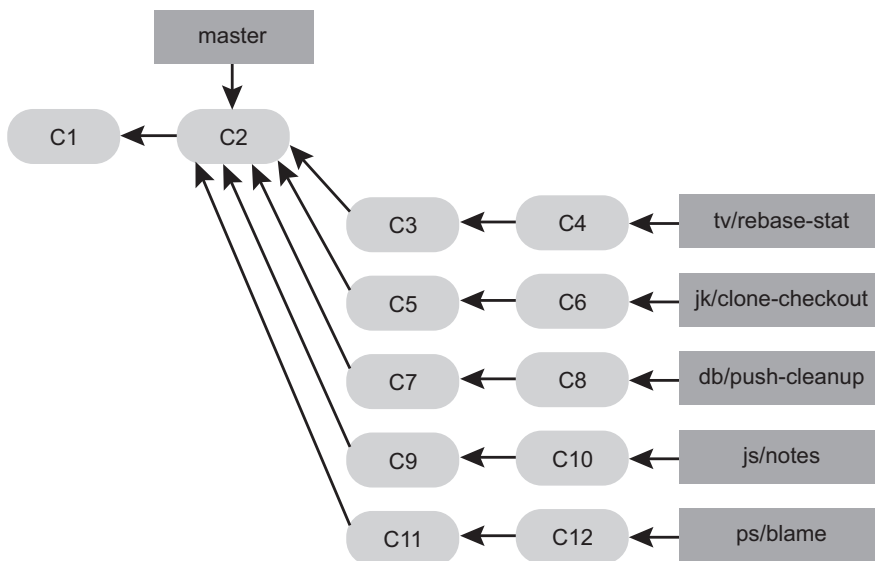 master
C1
C2
C3
C4
tv/rebase-stat
C5
C6
jk/clone-checkout
C7
C8
db/push-cleanup
C9
C10
js/notes
C11
C12
ps/blame